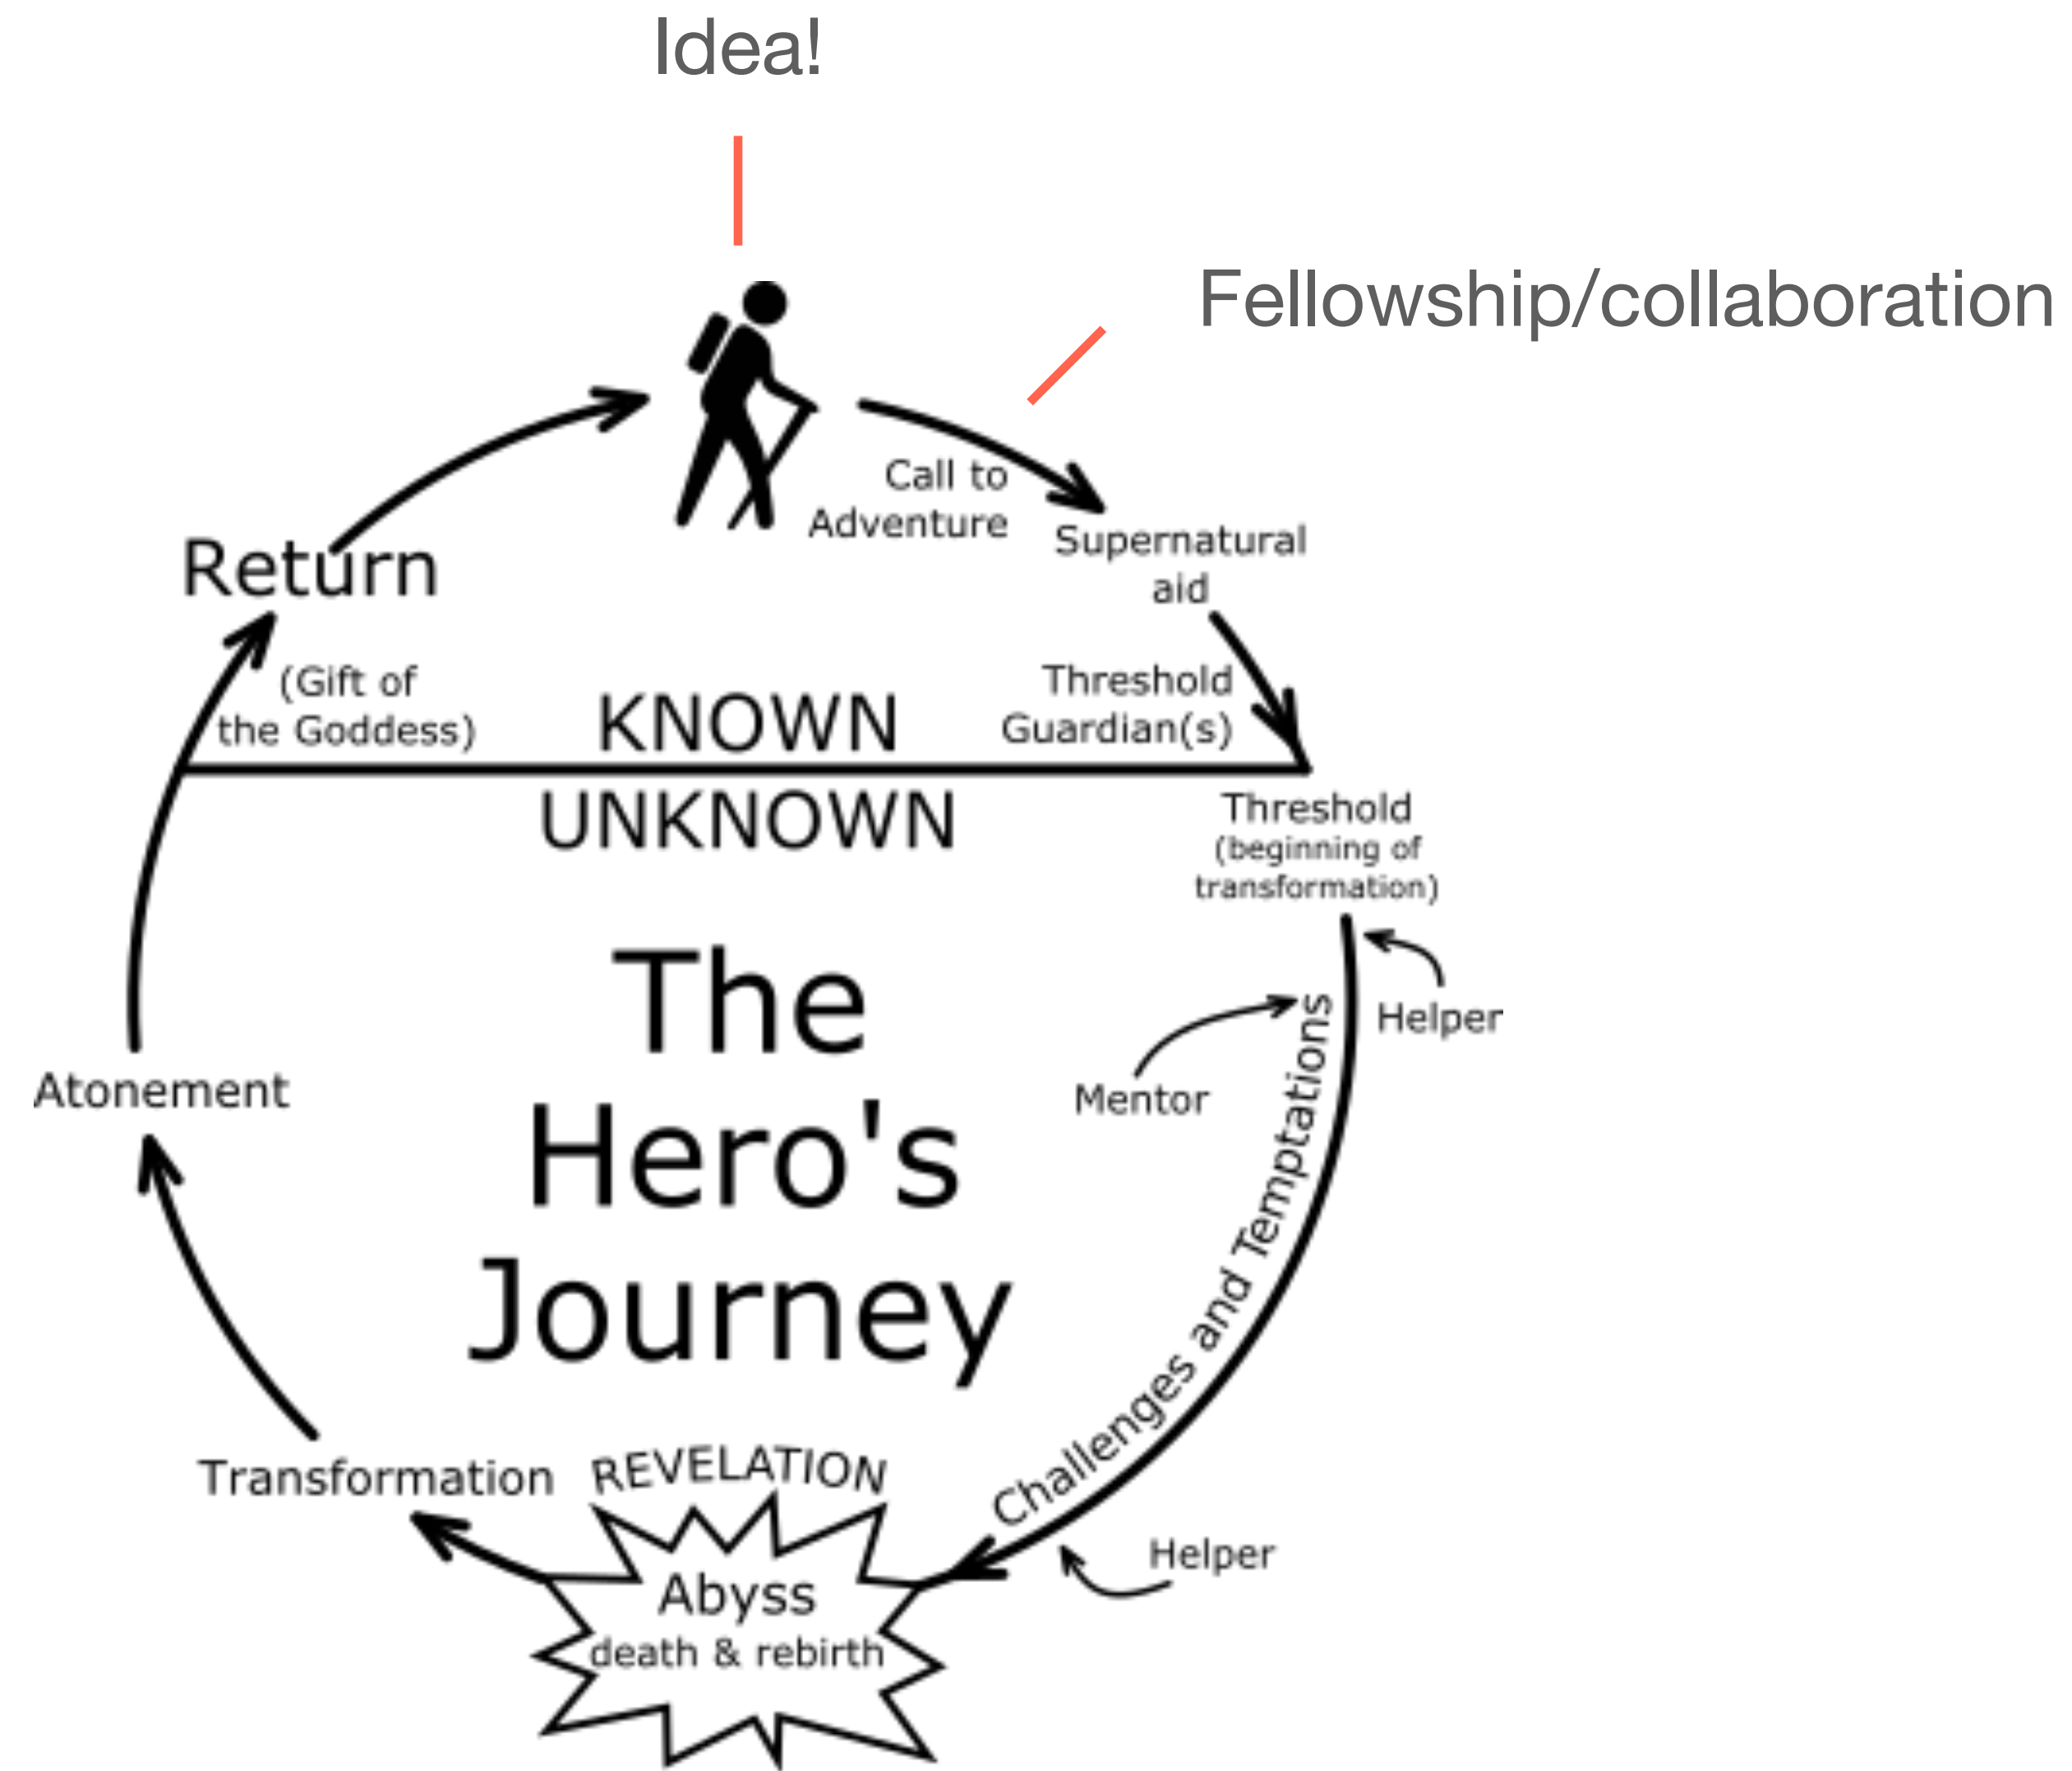 Idea!
Fellowship/collaboration
Call to
Adventure
Supernatural
aid
Return
(Gift of
the Goddess)
KNOWN
Threshold
Guardian(s)
UNKNOWN
Threshold
(beginning of
transformation)
Helper
Mentor
Challenges and Temptations
The
Hero's
Journey
Atonement
Transformation
REVELATION
Abyss
death & rebirth
Helper